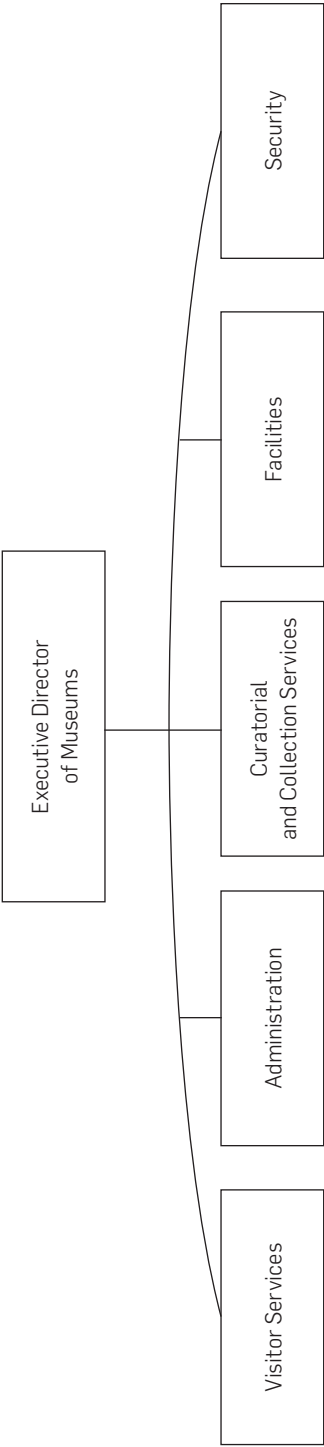 Executive Director
of Museums
Visitor Services
Administration
Curatorial
and Collection Services
Facilities
Security